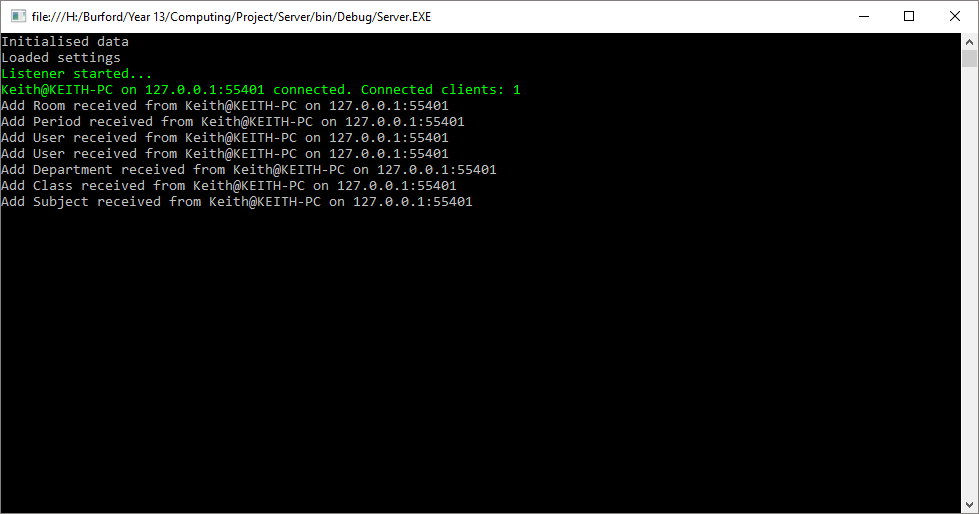 file:///H:/Burford/Year 13/Computing/Project/Server/bin/Debug/Server.EXE
Initialised data
Loaded settings
Listener started...
Keith@KEITH-PC on 127.0.0.1:55401 connected. Connected clients: 1
Add Room received from Keith@KEITH-PC on 127.0.0.1:55401
Add Period received from Keith@KEITH-PC on 127.0.0.1:55401
Add User received from Keith@KEITH-PC on 127.0.0.1:55401
Add User received from Keith@KEITH-PC on 127.0.0.1:55401
Add Department received from Keith@KEITH-PC on 127.0.0.1:55401
Add Class received from Keith@KEITH-PC on 127.0.0.1:55401
Add Subject received from Keith@KEITH-PC on 127.0.0.1:55401